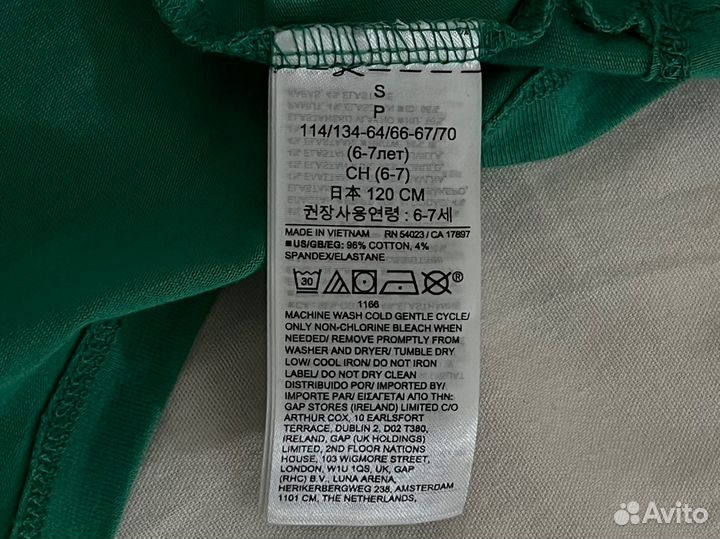 S
P
114/134-64/66-67/70
(6-7лет)
CH (6-7)
日本 120 CM
권장사용연령 : 6-7세
MADE IN VIETNAM RN 54023 / CA 17897
■ US/GB/EG: 96% COTTON, 4%
SPANDEX/ELASTANE
30 ®
1166
MACHINE WASH COLD GENTLE CYCLE/
ONLY NON-CHLORINE BLEACH WHEN
NEEDED/ REMOVE PROMPTLY FROM
WASHER AND DRYER/ TUMBLE DRY
LOW/ COOL IRON/ DO NOT IRON
LABEL/ DO NOT DRY CLEAN
DISTRIBUIDO POR/ IMPORTED BY/
IMPORTÉ PAR/ ΕΙΣΑΓΕΤΑΙ ΑΠΟ ΤΗΝ:
GAP STORES (IRELAND) LIMITED C/O
ARTHUR COX, 10 EARLSFORT
TERRACE, DUBLIN 2, D02 T380,
IRELAND, GAP (UK HOLDINGS)
LIMITED, 2ND FLOOR NATIONS
HOUSE, 103 WIGMORE STREET,
LONDON, W1U 1QS, UK, GAP
(RHC) B.V., LUNA ARENA,
HERIKERBERGWEG 238, AMSTERDAM
1101 CM, THE NETHERLANDS,
Avito